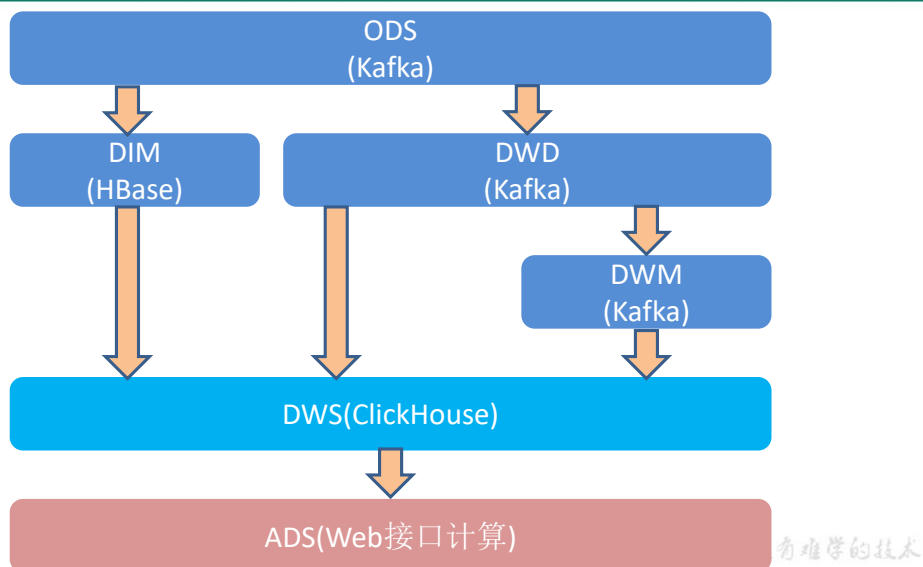 ODS
(Kafka)
DIM
(HBase)
DWD
(Kafka)
DWM
(Kafka)
DWS(ClickHouse)
ADS(Web接口计算)
有难学的技术